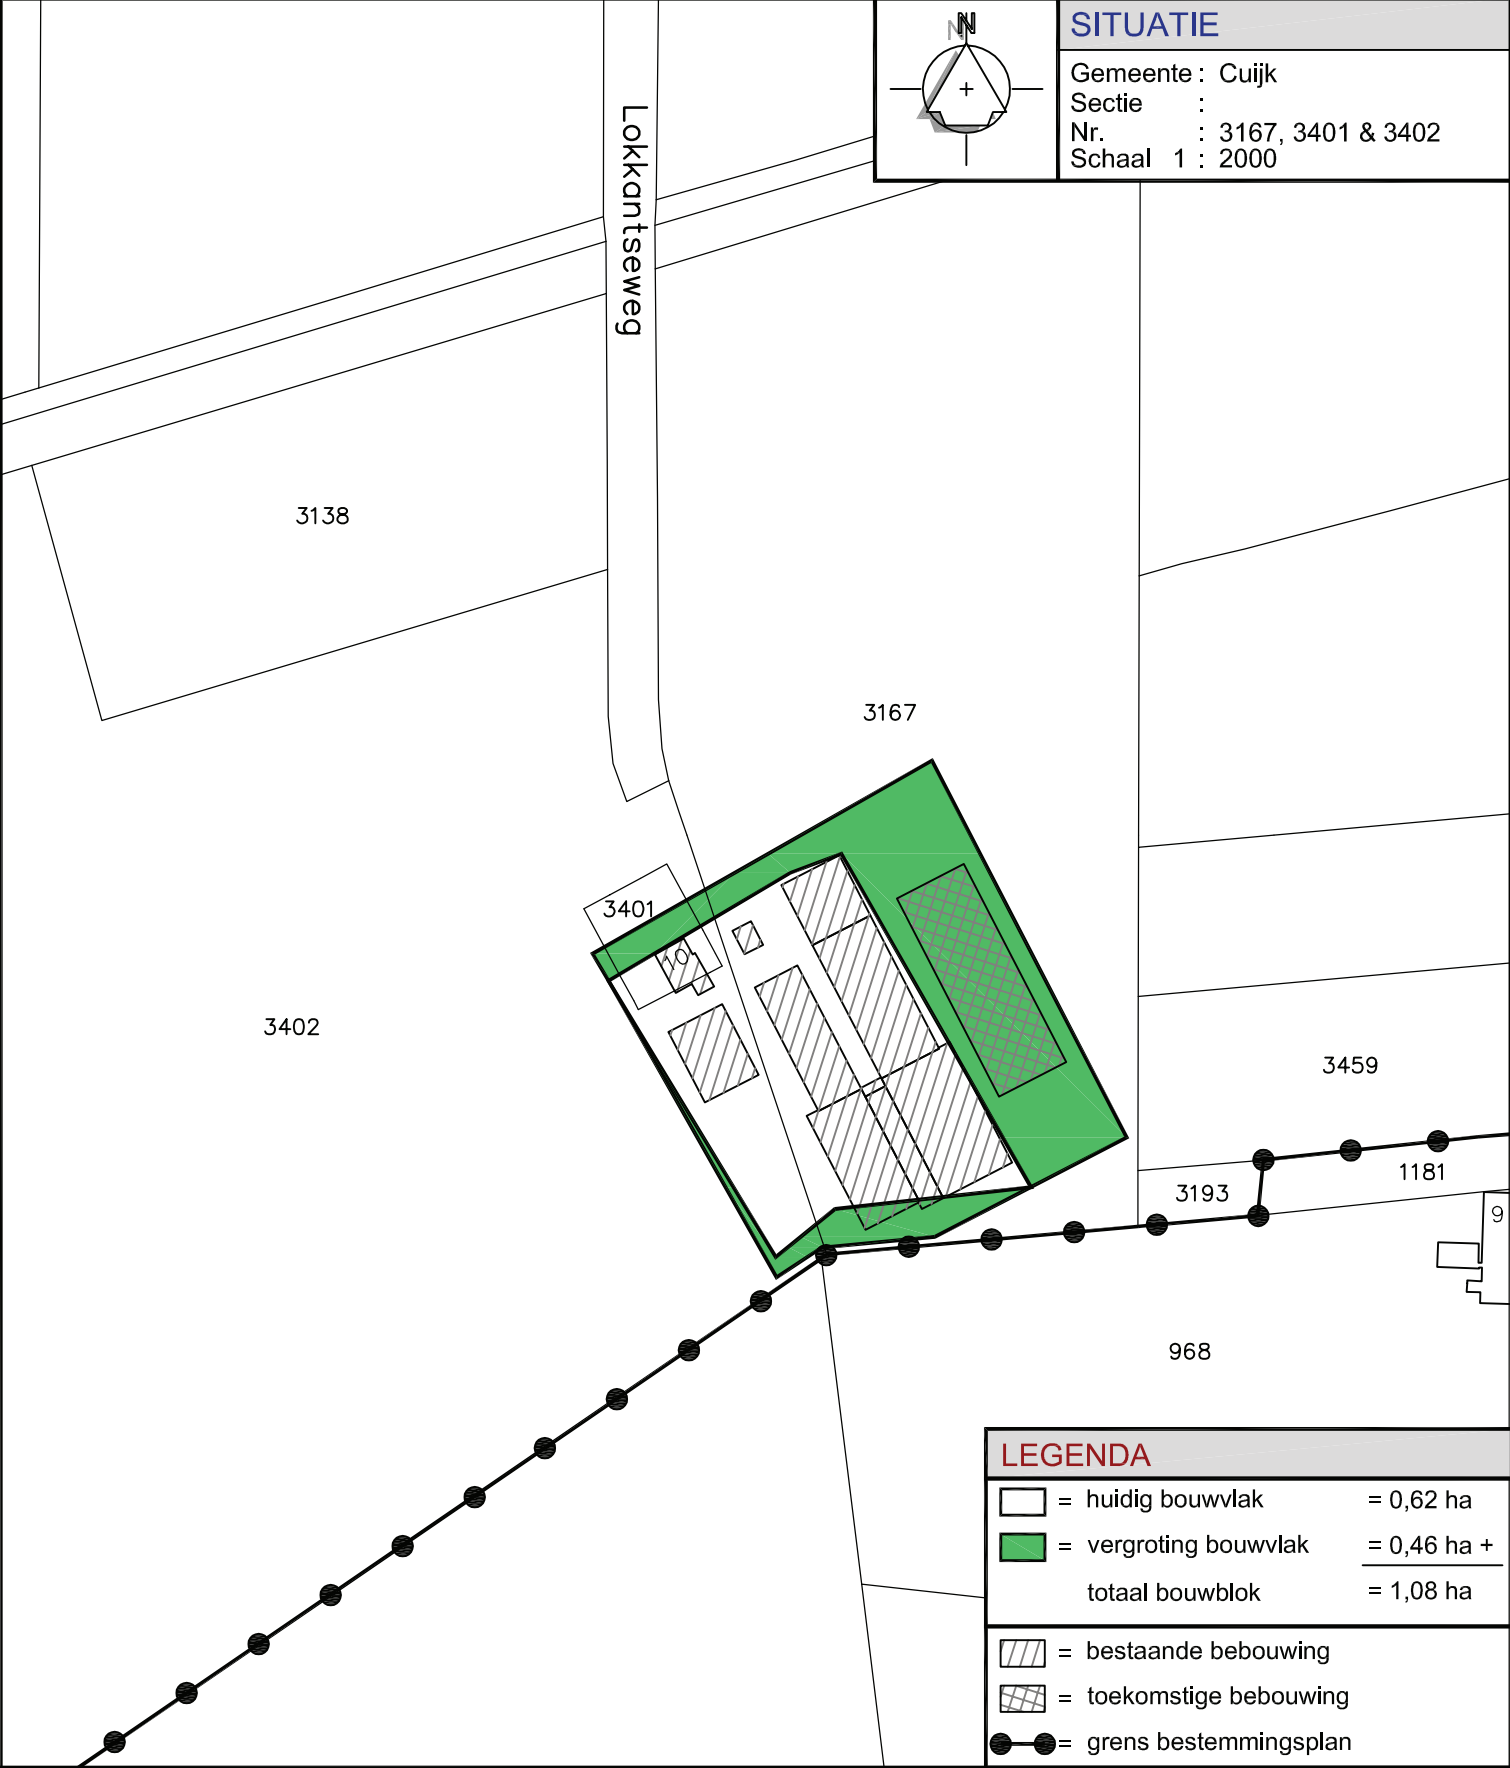 N N
SITUATIE
Gemeente : Cuijk
Sectie :
Nr. : 3167, 3401 & 3402
Schaal 1 : 2000
Lokkantseweg
3138
3167
3401
10
3402
3459
1181
3193
9
968
LEGENDA
= huidig bouwvlak = 0,62 ha
= vergroting bouwvlak = 0,46 ha +
totaal bouwblok = 1,08 ha
= bestaande bebouwing
= toekomstige bebouwing
= grens bestemmingsplan